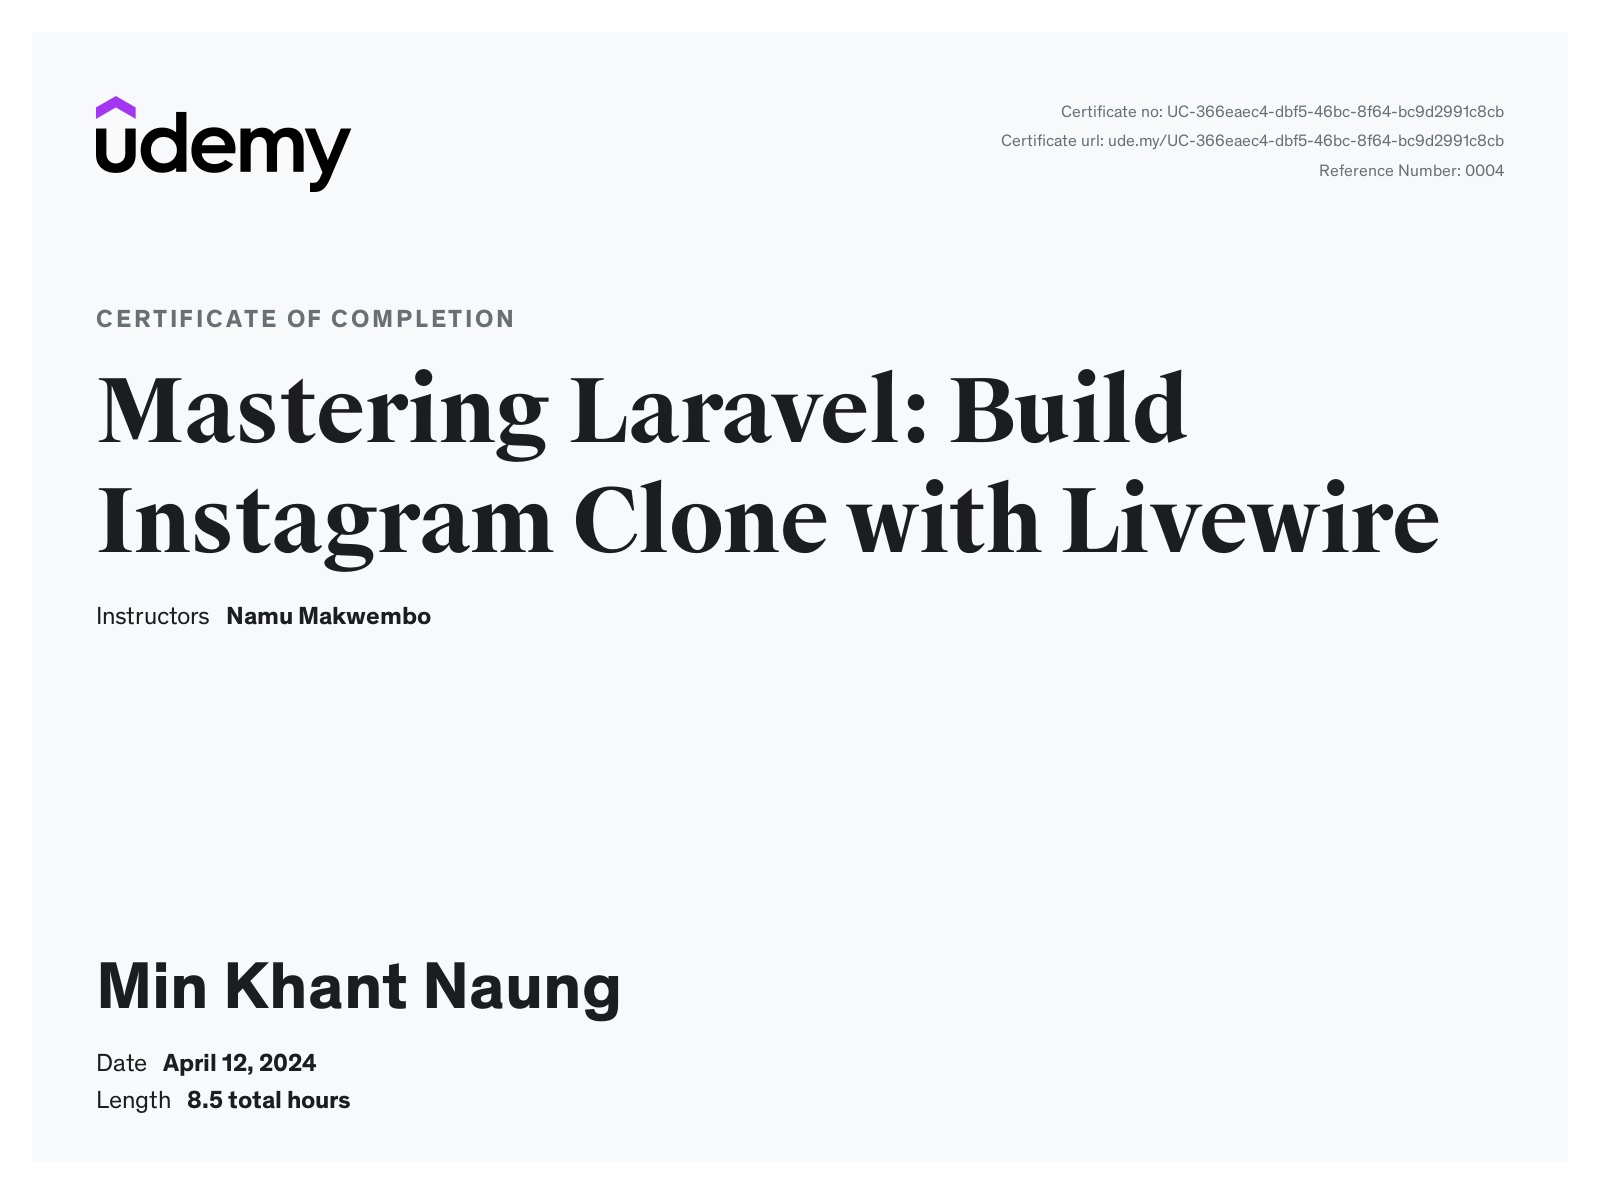 udemy
Certificate no: UC-366eaec4-dbf5-46bc-8f64-bc9d2991c8cb
Certificate url: ude.my/UC-366eaec4-dbf5-46bc-8f64-bc9d2991c8cb
Reference Number: 0004
CERTIFICATE OF COMPLETION
Mastering Laravel: Build
Instagram Clone with Livewire
Instructors Namu Makwembo
Min Khant Naung
Date April 12, 2024
Length 8.5 total hours